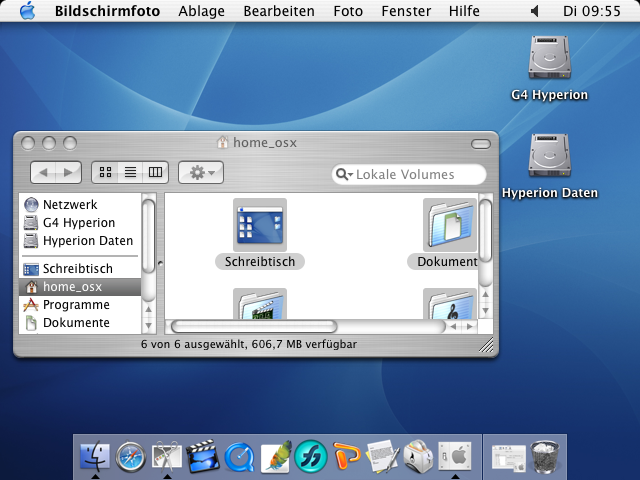 Bildschirmfoto Ablage Bearbeiten Foto Fenster Hilfe Di 09:55
G4 Hyperion
Hyperion Daten
home_osx
Lokale Volumes
Netzwerk
G4 Hyperion
Hyperion Daten
Schreibtisch
home_osx
Programme
Dokumente
Schreibtisch
Dokument
6 von 6 ausgewählt, 606,7 MB verfügbar